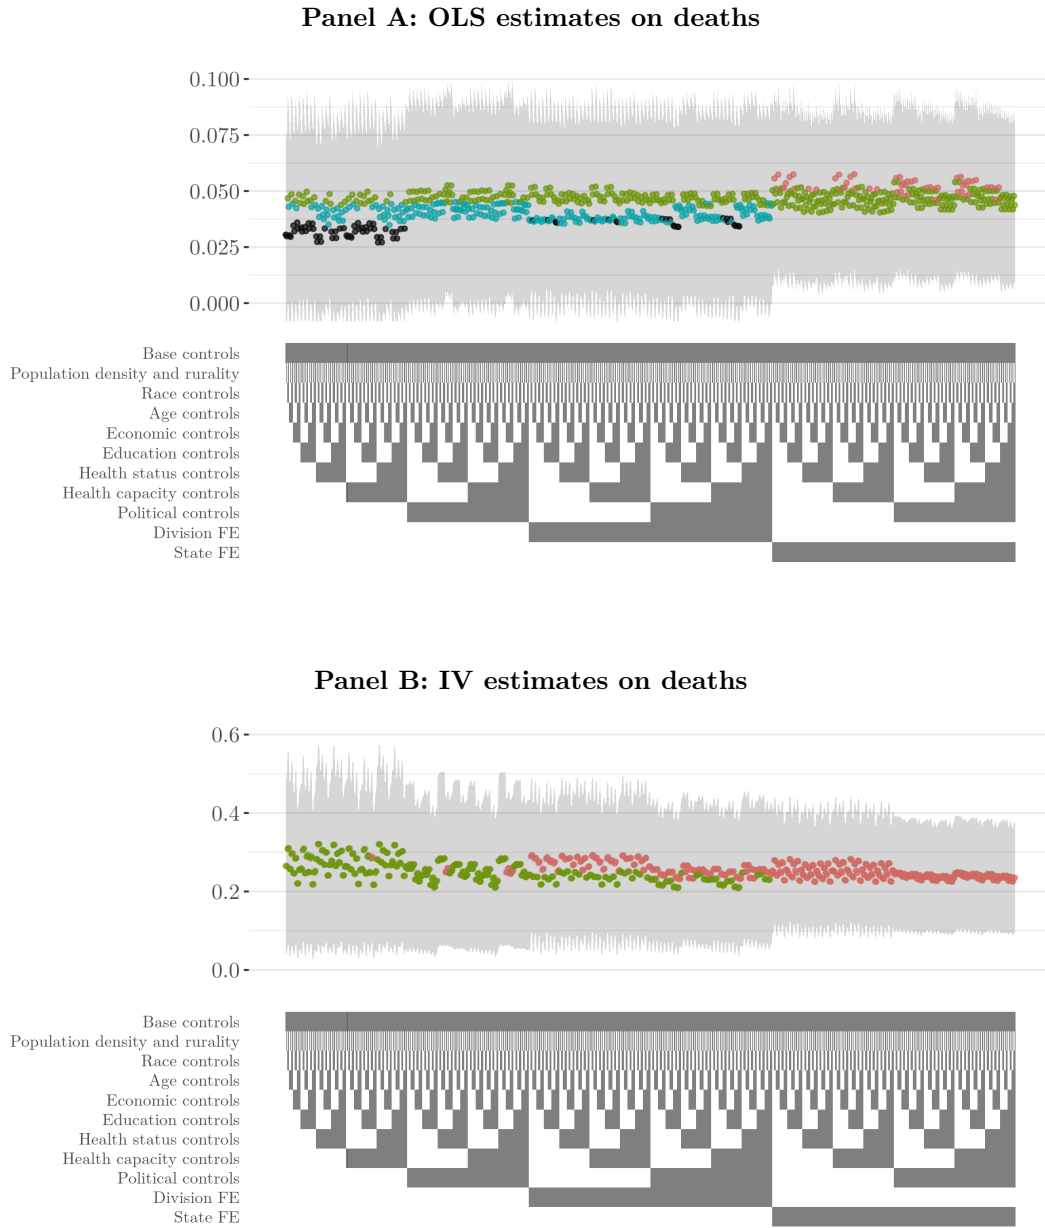 Panel A: OLS estimates on deaths
0.100
0.075
0.050
0.025
0.000
Base controls
Population density and rurality
Race controls
Age controls
Economic controls
Education controls
Health status controls
Health capacity controls
Political controls
Division FE
State FE
Panel B: IV estimates on deaths
0.6
0.4
0.2
0.0
Base controls
Population density and rurality
Race controls
Age controls
Economic controls
Education controls
Health status controls
Health capacity controls
Political controls
Division FE
State FE